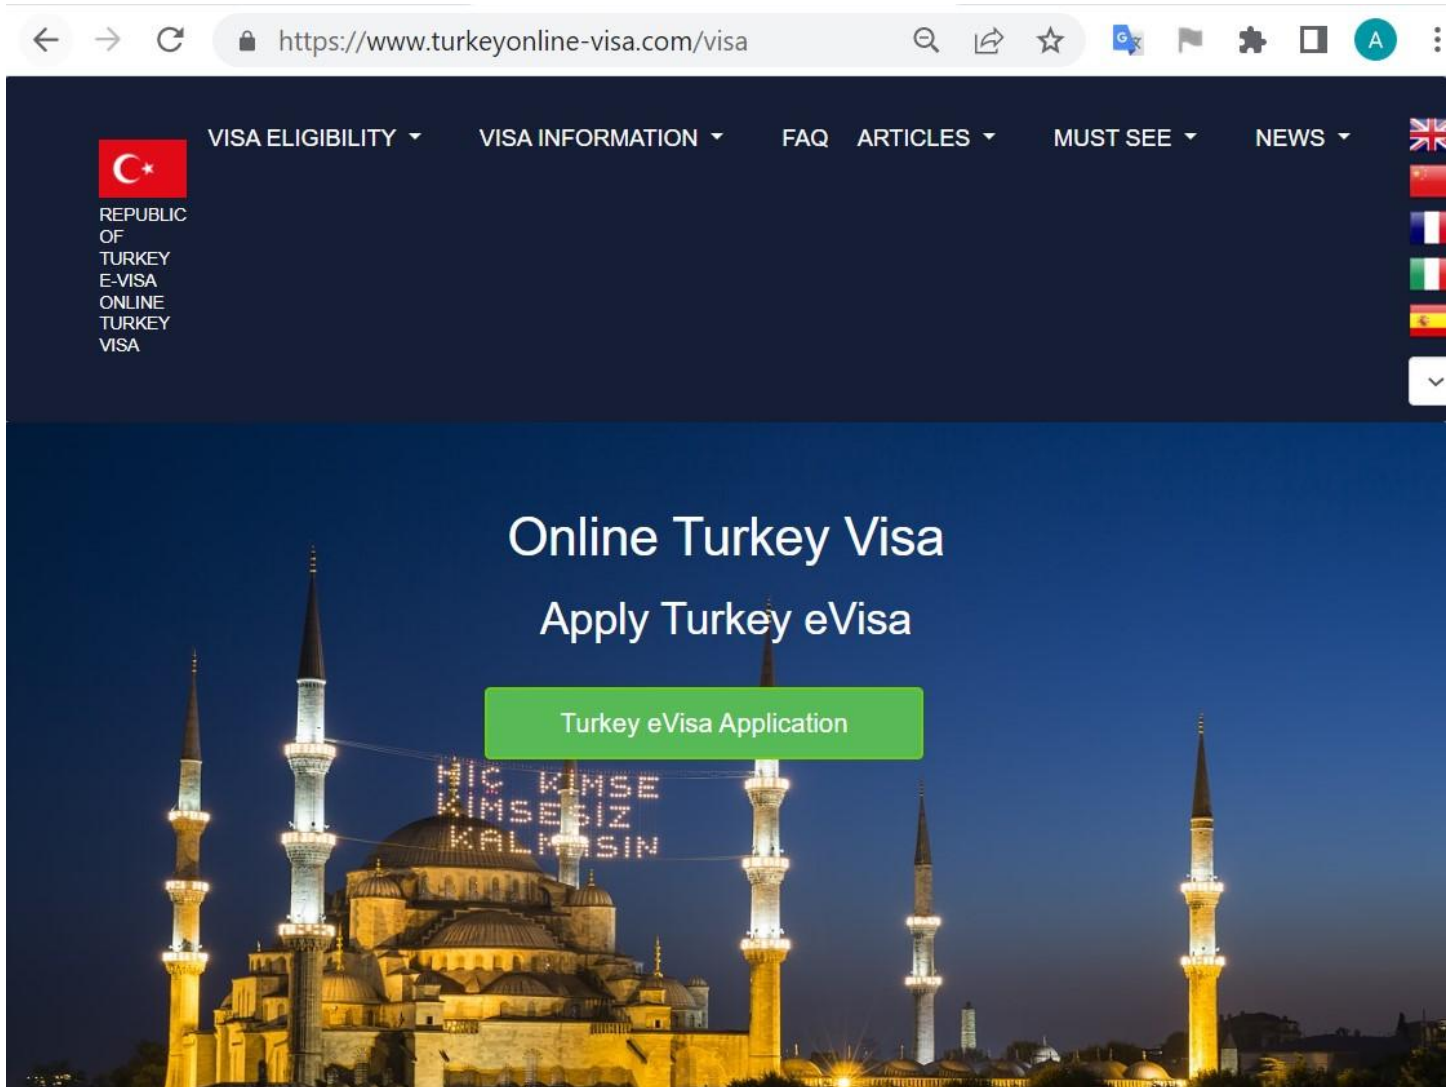 https://www.turkeyonline-visa.com/visa
A
VISA ELIGIBILITY
VISA INFORMATION
FAQ
ARTICLES
MUST SEE
NEWS
REPUBLIC
OF
TURKEY
E-VISA
ONLINE
TURKEY
VISA
Online Turkey Visa
Apply Turkey eVisa
Turkey eVisa Application
HİÇ KİMSE
KİMSESİZ
KALMASIN